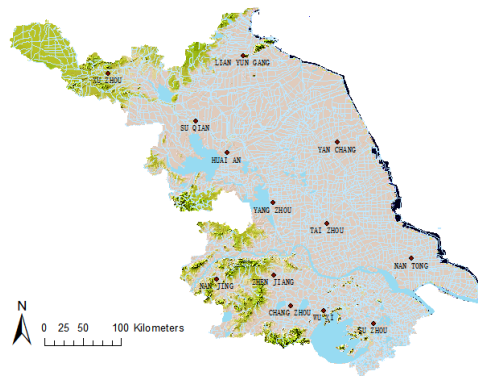 LIAN YUN GANG
XU ZHOU
SU QIAN
YAN CHANG
HUAI AN
YANG ZHOU
TAI ZHOU
NAN TONG
NAN JING
ZHEN JIANG
CHANG ZHOU
WU XI
SU ZHOU
N
0 25 50 100 Kilometers